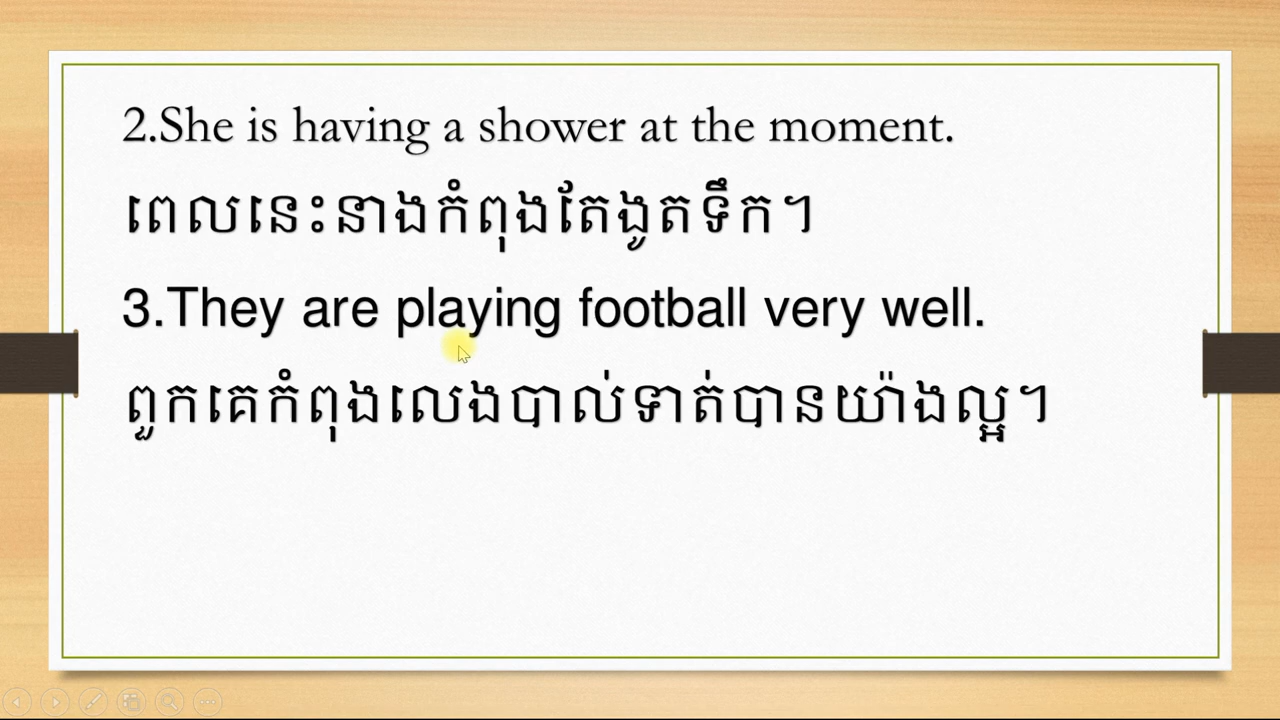 2.She is having a shower at the moment.
ពេលនេះនាងកំពុងតែងូតទឹក។
3.They are playing football very well.
ពួកគេកំពុងលេងបាល់ទាត់បានយ៉ាងល្អ។